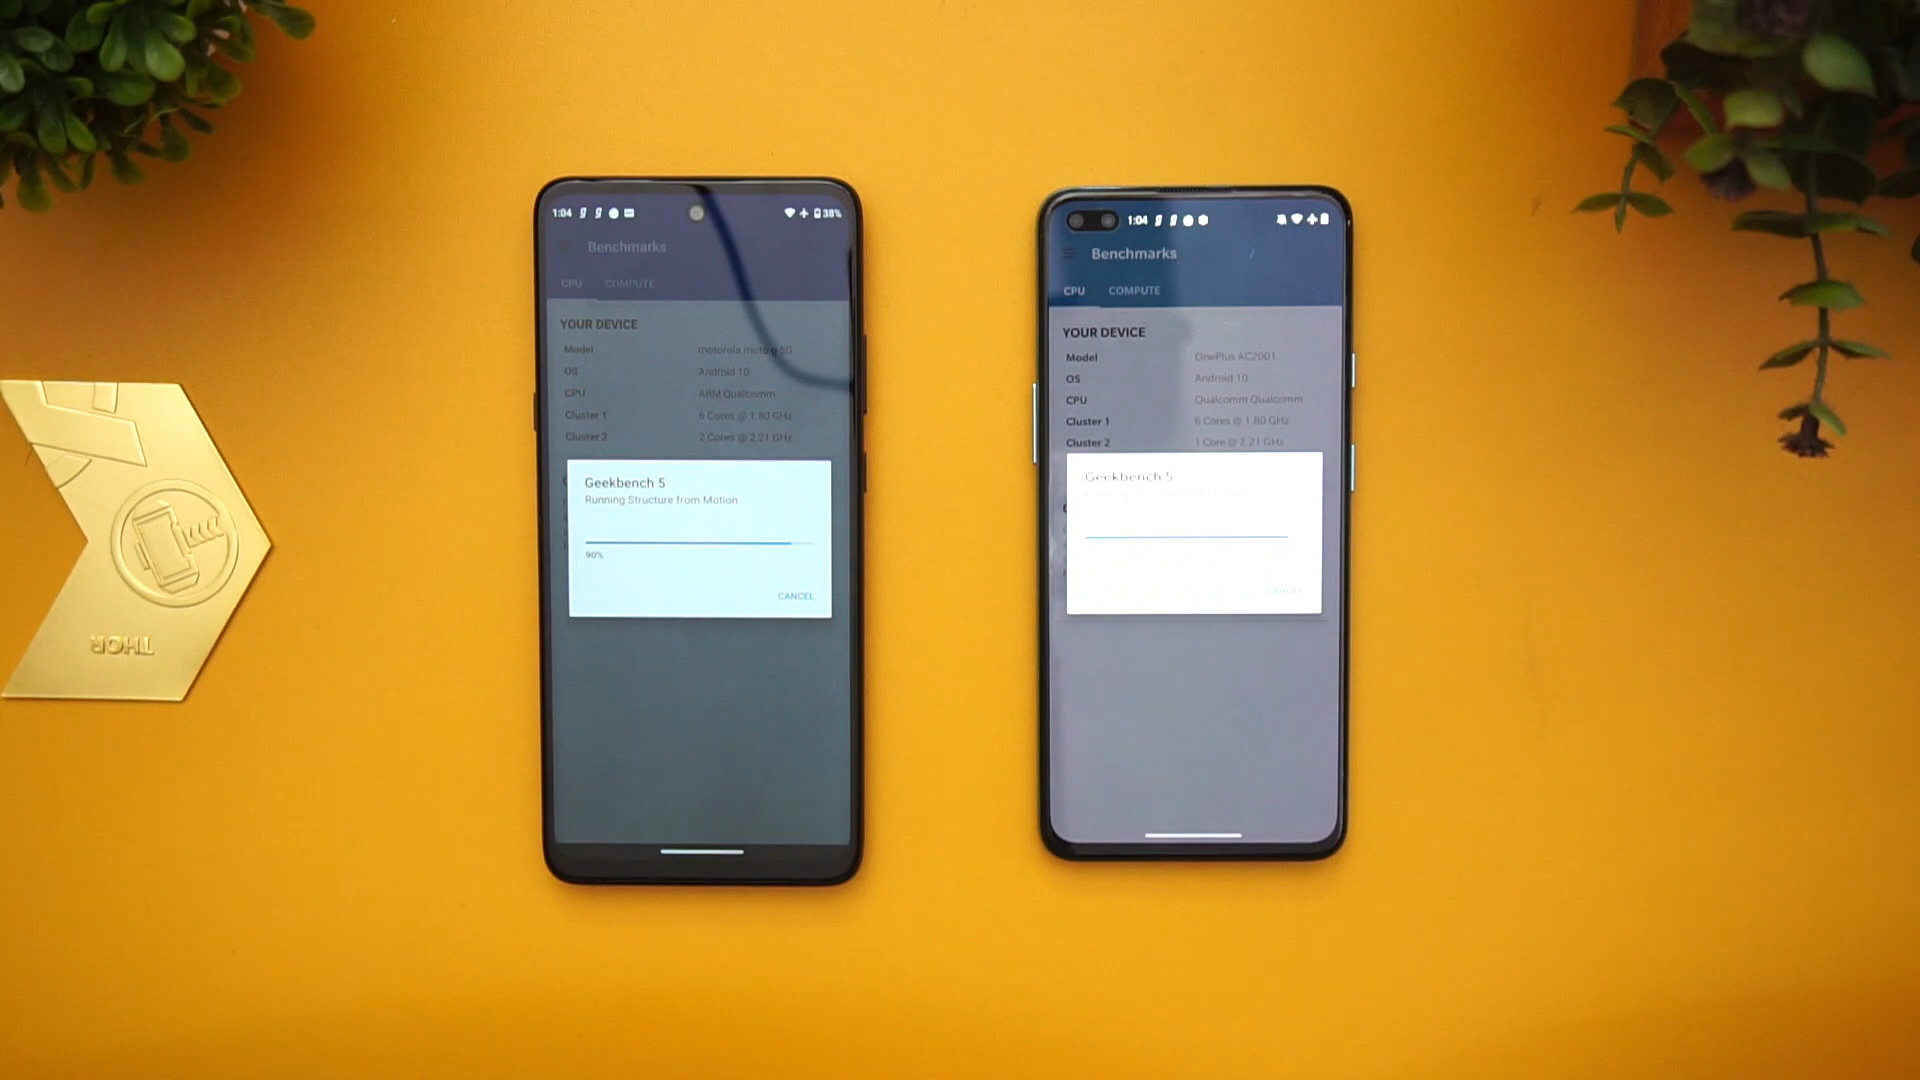 1:04
38%
Benchmarks
CPU COMPUTE
YOUR DEVICE
Model motorola moto g 5G
OS Android 10
CPU ARM Qualcomm
Cluster 1 6 Cores @ 1.80 GHz
Cluster 2 2 Cores @ 2.21 GHz
Geekbench 5
Running Structure from Motion
90%
CANCEL
1:04
Benchmarks
CPU COMPUTE
YOUR DEVICE
Model OnePlus AC2001
OS Android 10
CPU Qualcomm Qualcomm
Cluster 1 6 Cores @ 1.80 GHz
Cluster 2 1 Core @ 2.21 GHz
Geekbench 5
CANCEL
THOR